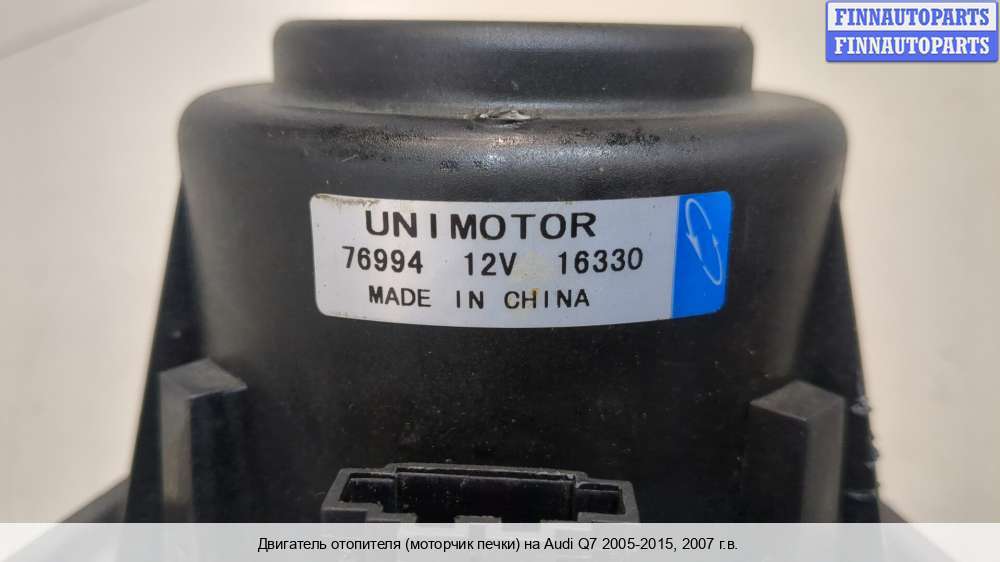 FINNAUTOPARTS
FINNAUTOPARTS
UNIMOTOR
76994 12V 16330
MADE IN CHINA
Двигатель отопителя (моторчик печки) на Audi Q7 2005-2015, 2007 г.в.